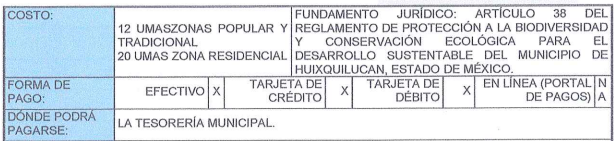 COSTO:
12 UMASZONAS POPULAR Y TRADICIONAL
20 UMAS ZONA RESIDENCIAL
FUNDAMENTO JURÍDICO: ARTÍCULO 38 DEL
REGLAMENTO DE PROTECCIÓN A LA BIODIVERSIDAD
Y CONSERVACIÓN ECOLÓGICA PARA EL
DESARROLLO SUSTENTABLE DEL MUNICIPIO DE
HUIXQUILUCAN, ESTADO DE MÉXICO.
FORMA DE
PAGO:
EFECTIVO X
TARJETA DE
CRÉDITO X
TARJETA DE
DÉBITO X
EN LÍNEA (PORTAL
DE PAGOS)
N
A
DÓNDE PODRÁ
PAGARSE:
LA TESORERÍA MUNICIPAL.